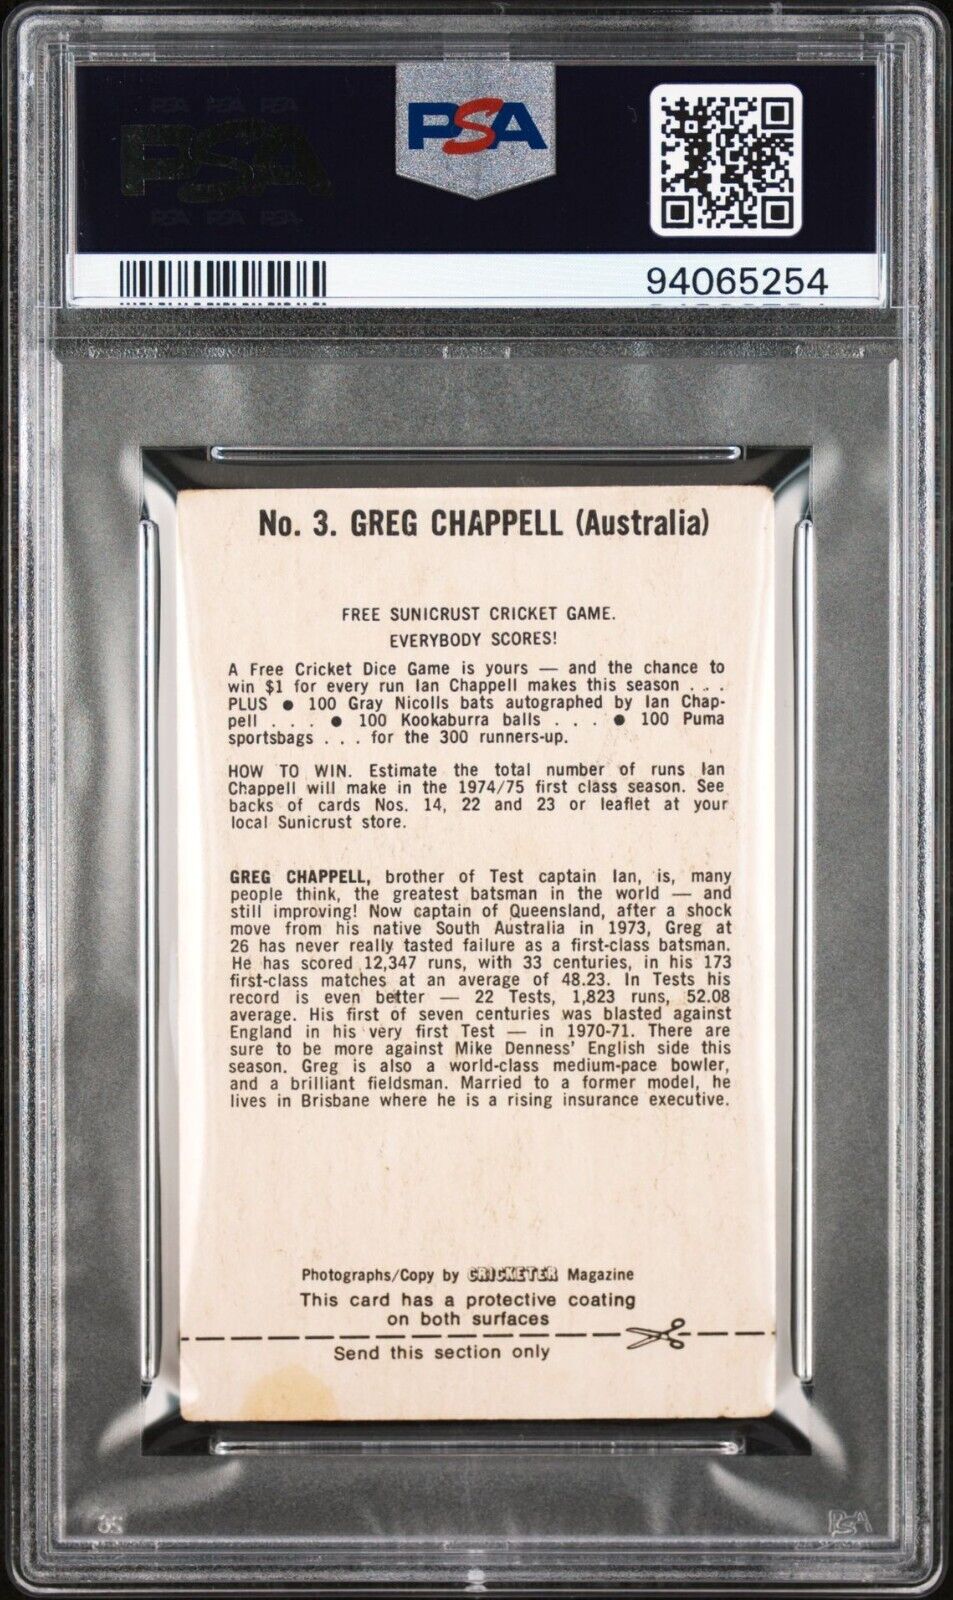 PSA PSA PSA
PSA
PSA PSA PSA
PSA
94065254
No. 3. GREG CHAPPELL (Australia)
FREE SUNICRUST CRICKET GAME.
EVERYBODY SCORES!
A Free Cricket Dice Game is yours — and the chance to
win $1 for every run Ian Chappell makes this season . . .
PLUS ● 100 Gray Nicolls bats autographed by Ian Chap-
pell . . . ● 100 Kookaburra balls . . . ● 100 Puma
sportsbags . . . for the 300 runners-up.
HOW TO WIN. Estimate the total number of runs Ian
Chappell will make in the 1974/75 first class season. See
backs of cards Nos. 14, 22 and 23 or leaflet at your
local Sunicrust store.
GREG CHAPPELL, brother of Test captain Ian, is, many
people think, the greatest batsman in the world — and
still improving! Now captain of Queensland, after a shock
move from his native South Australia in 1973, Greg at
26 has never really tasted failure as a first-class batsman.
He has scored 12,347 runs, with 33 centuries, in his 173
first-class matches at an average of 48.23. In Tests his
record is even better — 22 Tests, 1,823 runs, 52.08
average. His first of seven centuries was blasted against
England in his very first Test — in 1970-71. There are
sure to be more against Mike Denness' English side this
season. Greg is also a world-class medium-pace bowler,
and a brilliant fieldsman. Married to a former model, he
lives in Brisbane where he is a rising insurance executive.
Photographs/Copy by CRICKETER Magazine
This card has a protective coating
on both surfaces
Send this section only
PSA